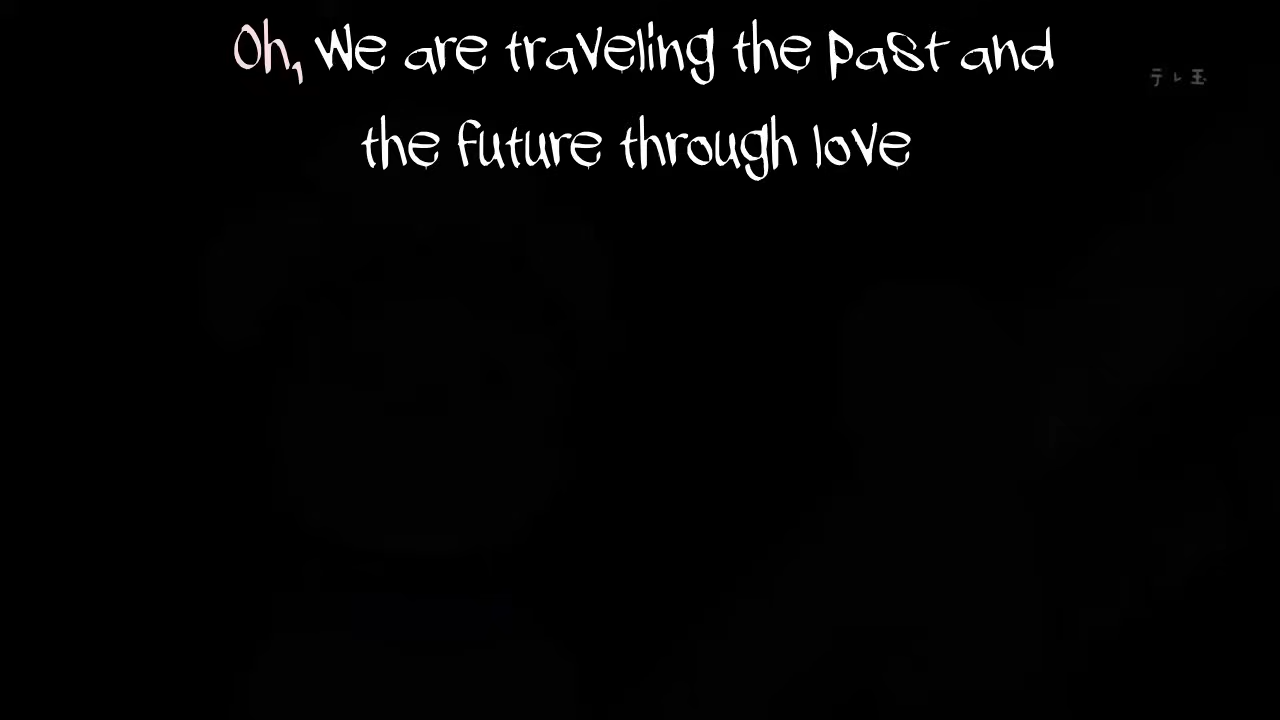 Oh, we are traveling the past and
テレ玉
the future through love